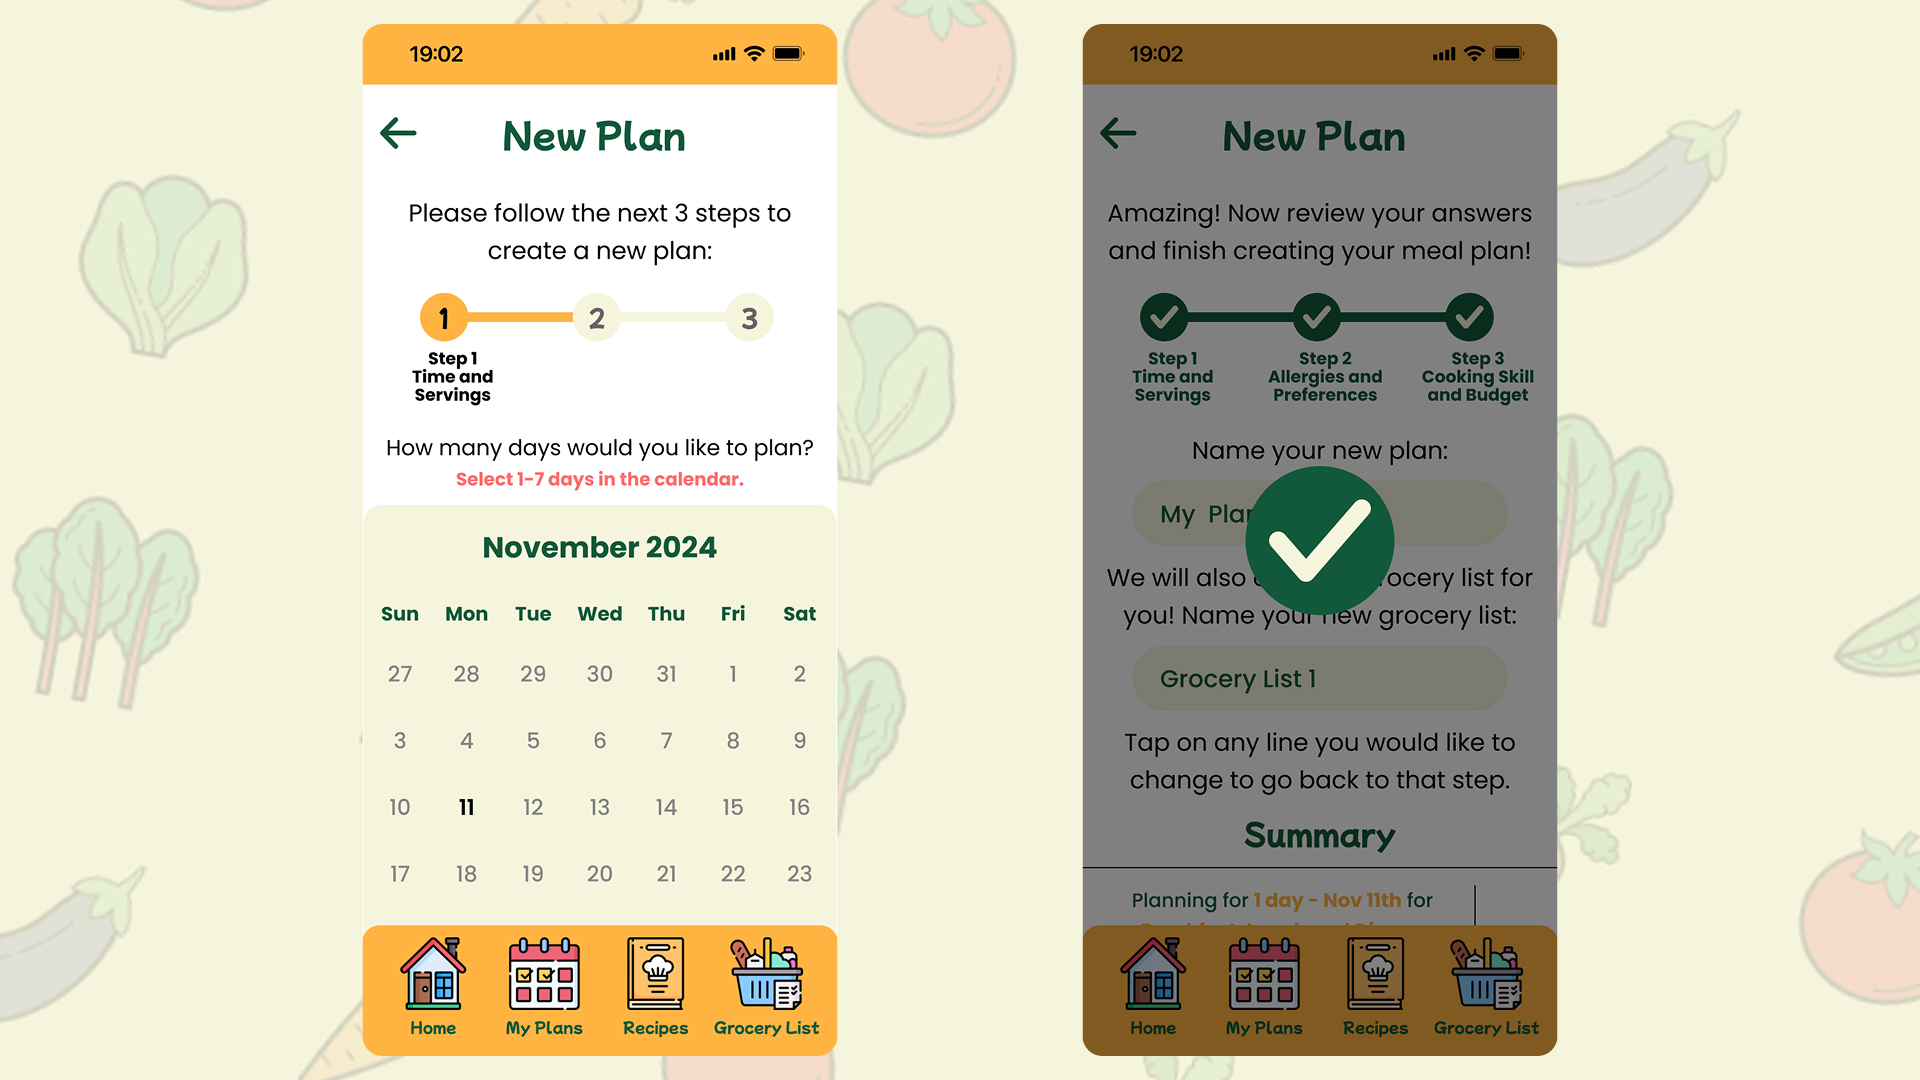 19:02
New Plan
Please follow the next 3 steps to
create a new plan:
1 2 3
Step 1
Time and
Servings
How many days would you like to plan?
Select 1-7 days in the calendar.
November 2024
Sun Mon Tue Wed Thu Fri Sat
27 28 29 30 31 1 2
3 4 5 6 7 8 9
10 11 12 13 14 15 16
17 18 19 20 21 22 23
Home My Plans Recipes Grocery List
19:02
New Plan
Amazing! Now review your answers
and finish creating your meal plan!
Step 1
Time and
Servings
Step 2
Allergies and
Preferences
Step 3
Cooking Skill
and Budget
Name your new plan:
My Plan
We will also grocery list for
you! Name your new grocery list:
Grocery List 1
Tap on any line you would like to
change to go back to that step.
Summary
Planning for 1 day - Nov 11th for
Home My Plans Recipes Grocery List